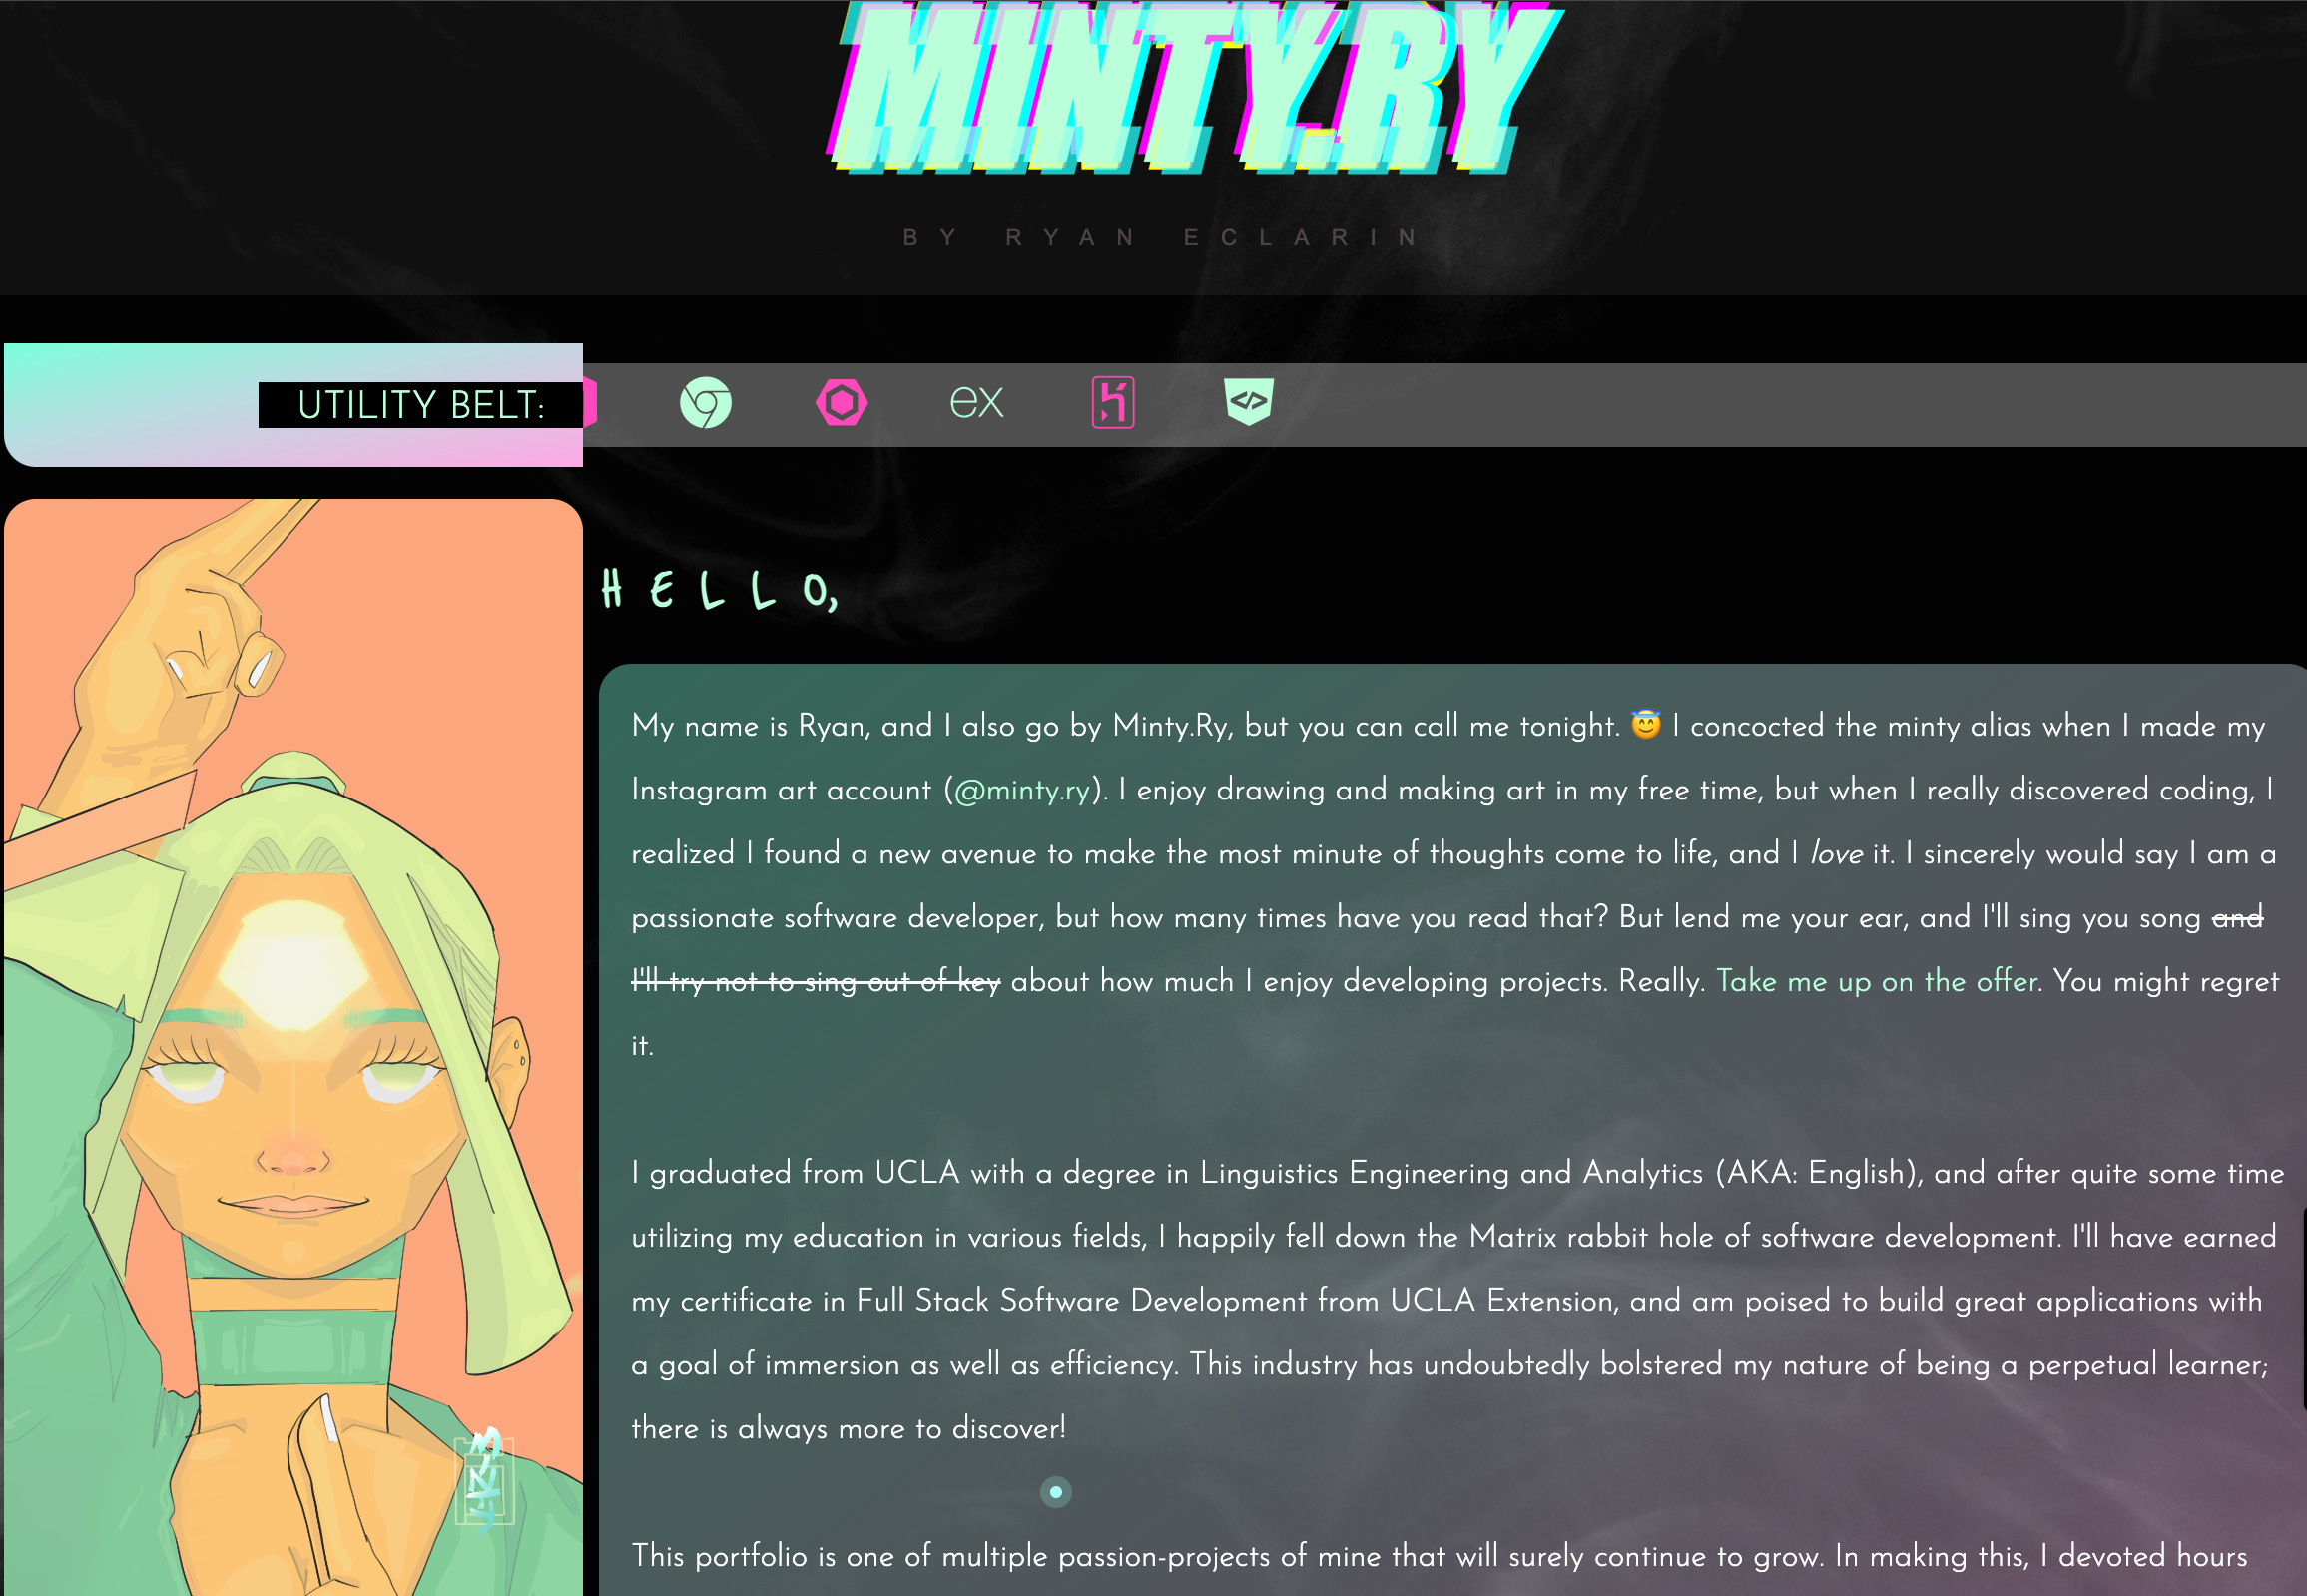 MINTY.RY
BY RYAN ECLARIN
UTILITY BELT:
ex
HELLO,
My name is Ryan, and I also go by Minty.Ry, but you can call me tonight. 😇 I concocted the minty alias when I made my
Instagram art account (@minty.ry). I enjoy drawing and making art in my free time, but when I really discovered coding, I
realized I found a new avenue to make the most minute of thoughts come to life, and I love it. I sincerely would say I am a
passionate software developer, but how many times have you read that? But lend me your ear, and I'll sing you song and
I'll try not to sing out of key about how much I enjoy developing projects. Really. Take me up on the offer. You might regret
it.
I graduated from UCLA with a degree in Linguistics Engineering and Analytics (AKA: English), and after quite some time
utilizing my education in various fields, I happily fell down the Matrix rabbit hole of software development. I'll have earned
my certificate in Full Stack Software Development from UCLA Extension, and am poised to build great applications with
a goal of immersion as well as efficiency. This industry has undoubtedly bolstered my nature of being a perpetual learner;
there is always more to discover!
This portfolio is one of multiple passion-projects of mine that will surely continue to grow. In making this, I devoted hours